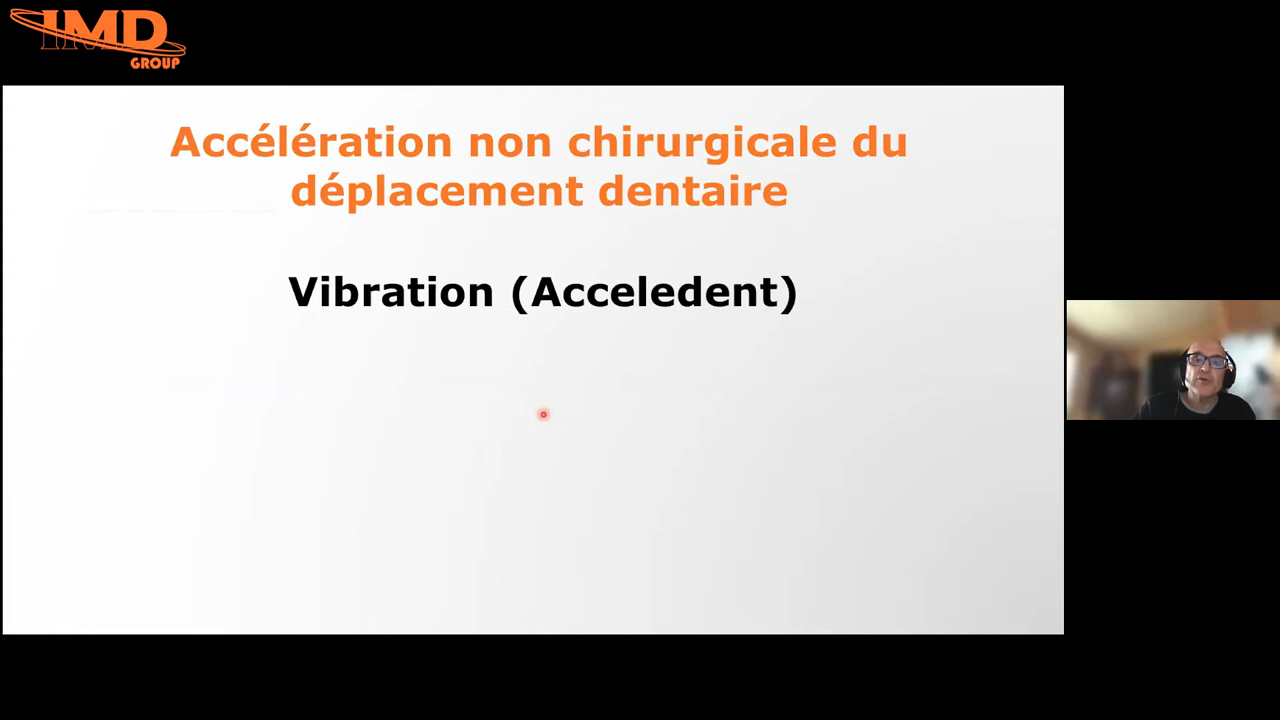 IMD
GROUP
Accélération non chirurgicale du
déplacement dentaire
Vibration (Acceledent)